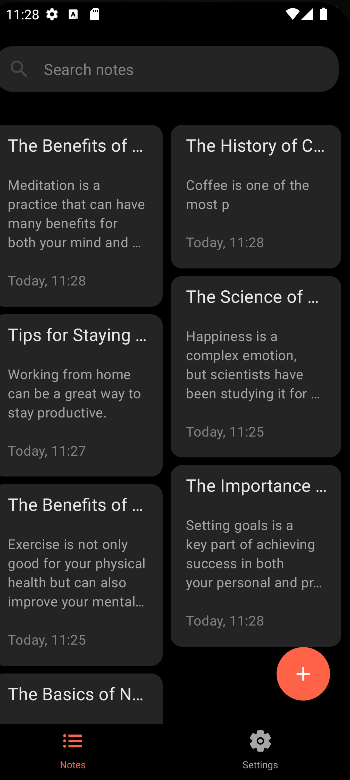 11:28
Search notes
The Benefits of ...
Meditation is a
practice that can have
many benefits for
both your mind and ...
Today, 11:28
The History of C...
Coffee is one of the
most p
Today, 11:28
Tips for Staying ...
Working from home
can be a great way to
stay productive.
Today, 11:27
The Science of ...
Happiness is a
complex emotion,
but scientists have
been studying it for ...
Today, 11:25
The Benefits of ...
Exercise is not only
good for your physical
health but can also
improve your mental...
Today, 11:25
The Importance ...
Setting goals is a
key part of achieving
success in both
your personal and pr...
Today, 11:28
The Basics of N...
Notes
Settings